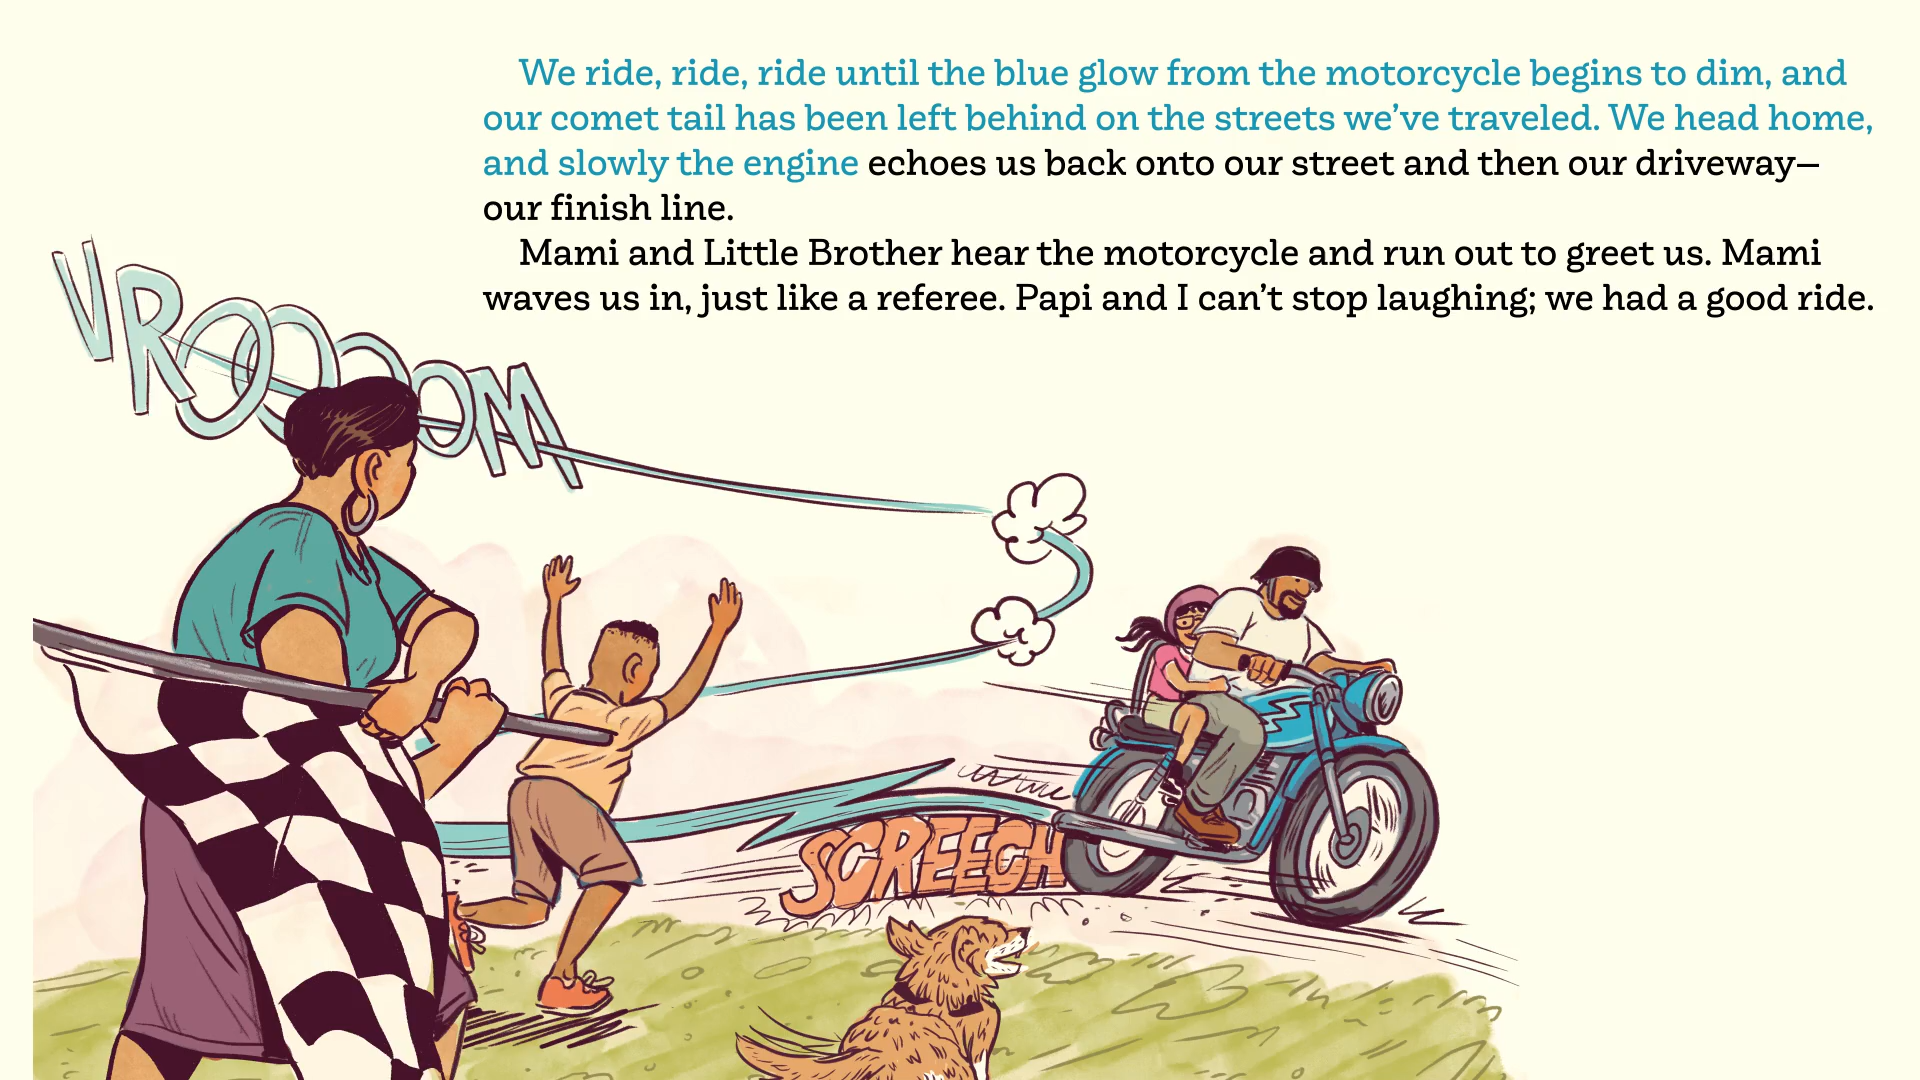 We ride, ride, ride until the blue glow from the motorcycle begins to dim, and
our comet tail has been left behind on the streets we’ve traveled. We head home,
and slowly the engine echoes us back onto our street and then our driveway—
our finish line.
Mami and Little Brother hear the motorcycle and run out to greet us. Mami
waves us in, just like a referee. Papi and I can’t stop laughing; we had a good ride.
VROOOOM
SCREECH